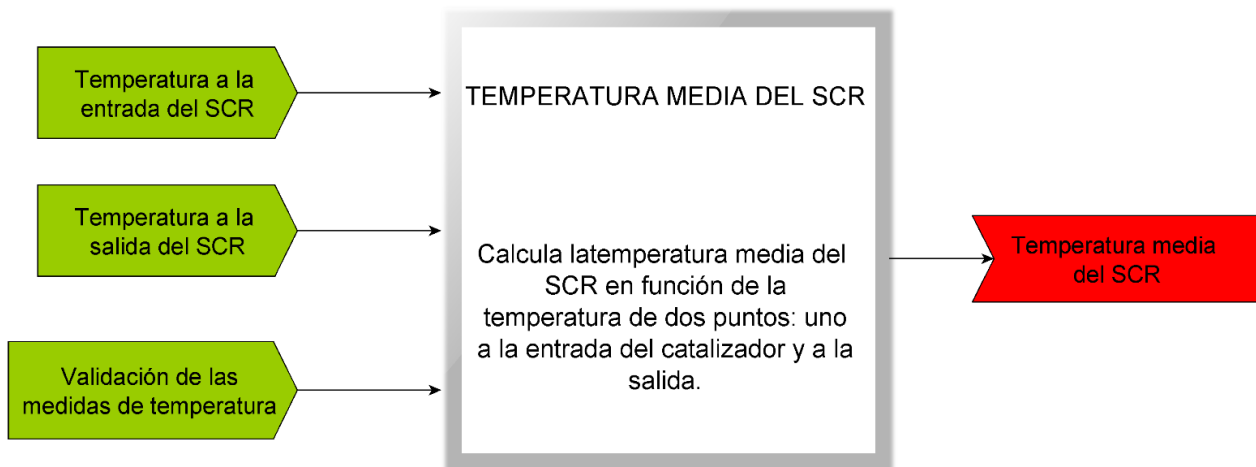 Temperatura a la
entrada del SCR
Temperatura a la
salida del SCR
Validación de las
medidas de temperatura
TEMPERATURA MEDIA DEL SCR
Calcula latemperatura media del
SCR en función de la
temperatura de dos puntos: uno
a la entrada del catalizador y a la
salida.
Temperatura media
del SCR